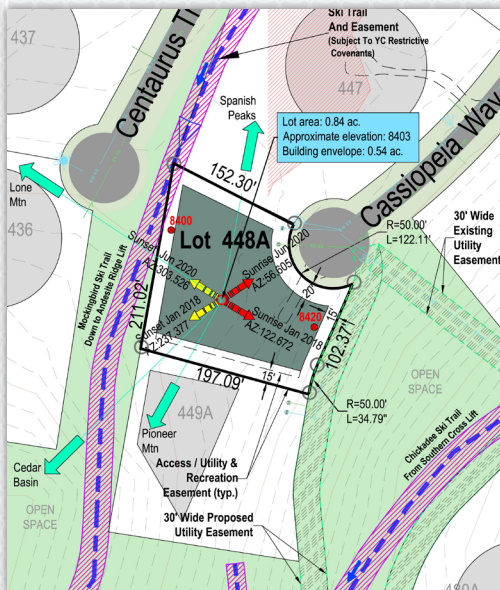 Ski Trail
And Easement
(Subject To YC Restrictive
Covenants)
437
Centaurus Tr
447
Spanish
Peaks
Lot area: 0.84 ac.
Approximate elevation: 8403
Building envelope: 0.54 ac.
Cassiopeia Way
Lone
Mtn
152.30'
R=50.00'
L=122.11'
30' Wide
Existing
Utility
Easement
436
8400
Lot 448A
Sunset Jun 2020
AZ:303.526
Sunrise Jun 2020
AZ:56.605
20'
Mockingbird Ski Trail
Down to Andesite Ridge Lift
211.02'
Sunset Jan 2018
AZ:237.377
Sunrise Jan 2018
AZ:122.672
8420
15'
102.37'
197.09'
15'
OPEN
SPACE
449A
R=50.00'
L=34.79"
Pioneer
Mtn
Chickadee Ski Trail
From Southern Cross Lift
Cedar
Basin
Access / Utility &
Recreation
Easement (typ.)
OPEN
SPACE
30' Wide Proposed
Utility Easement